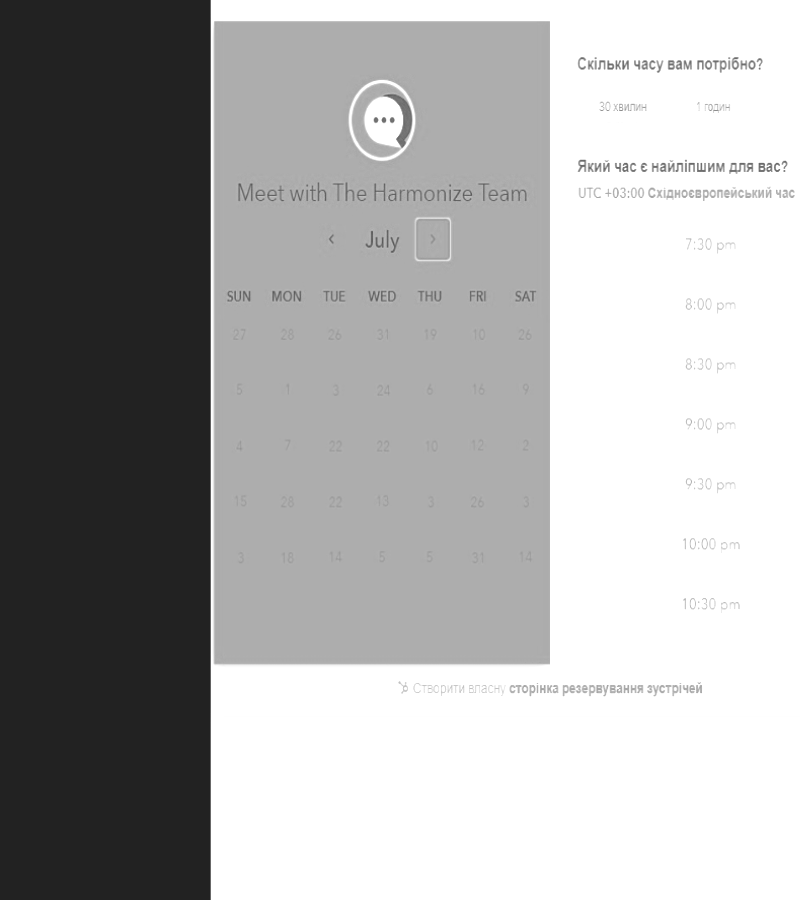 Meet with The Harmonize Team
July
SUN MON TUE WED THU FRI SAT
27 28 26 31 19 10 26
5 1 3 24 6 16 9
4 7 22 22 10 12 2
15 28 22 13 3 26 3
3 18 14 5 5 31 14
Скільки часу вам потрібно?
30 хвилин 1 годин
Який час є найліпшим для вас?
UTC +03:00 Східноєвропейський час
7:30 pm
8:00 pm
8:30 pm
9:00 pm
9:30 pm
10:00 pm
10:30 pm
Створити власну сторінка резервування зустрічей